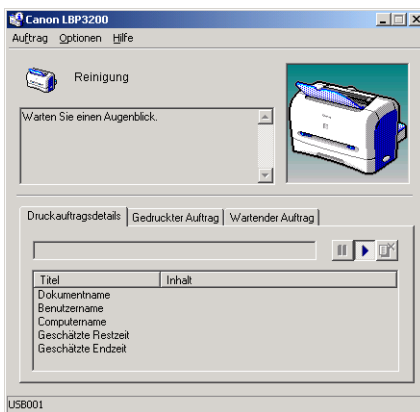 Canon LBP3200
Auftrag Optionen Hilfe
Reinigung
Warten Sie einen Augenblick.
Druckauftragsdetails Gedruckter Auftrag Wartender Auftrag
Titel Inhalt
Dokumentname
Benutzername
Computername
Geschätzte Restzeit
Geschätzte Endzeit
USB001